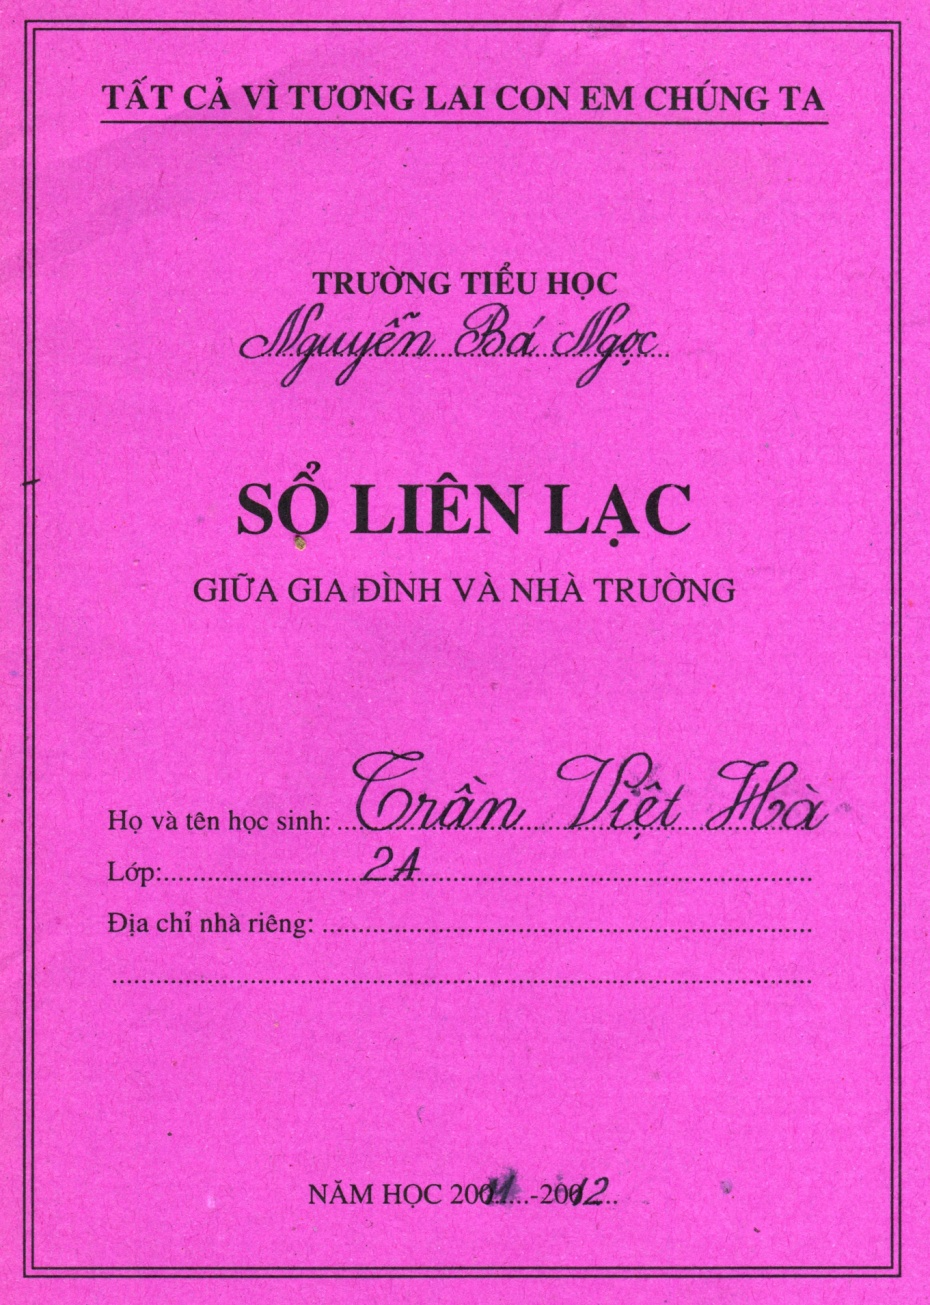 TẤT CẢ VÌ TƯƠNG LAI CON EM CHÚNG TA
TRƯỜNG TIỂU HỌC
Nguyễn Bá Ngọc
SỔ LIÊN LẠC
GIỮA GIA ĐÌNH VÀ NHÀ TRƯỜNG
Họ và tên học sinh: Trần Việt Hà
Lớp: 2A
Địa chỉ nhà riêng:
NĂM HỌC 2011-2012